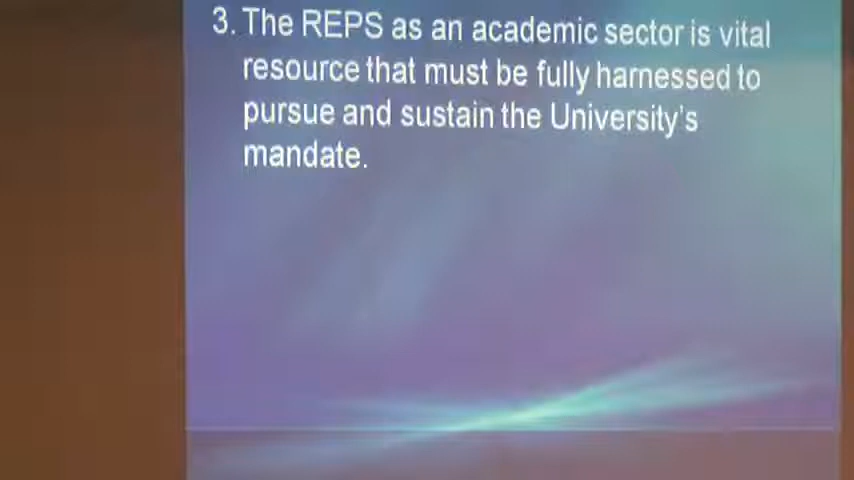 3. The REPS as an academic sector is vital
resource that must be fully harnessed to
pursue and sustain the University's
mandate.